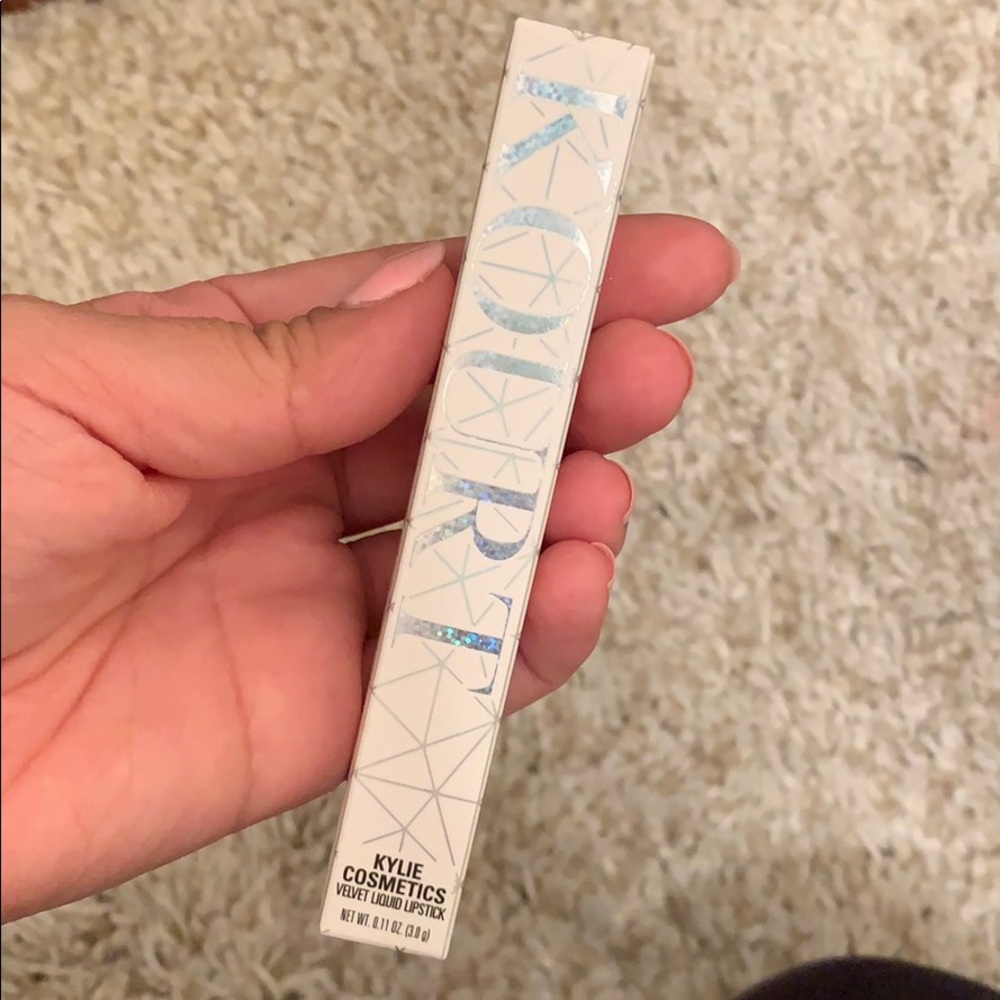 KOURT
KYLIE
COSMETICS
VELVET LIQUID LIPSTICK
NET WT. 0.11 OZ. (3.0 g)